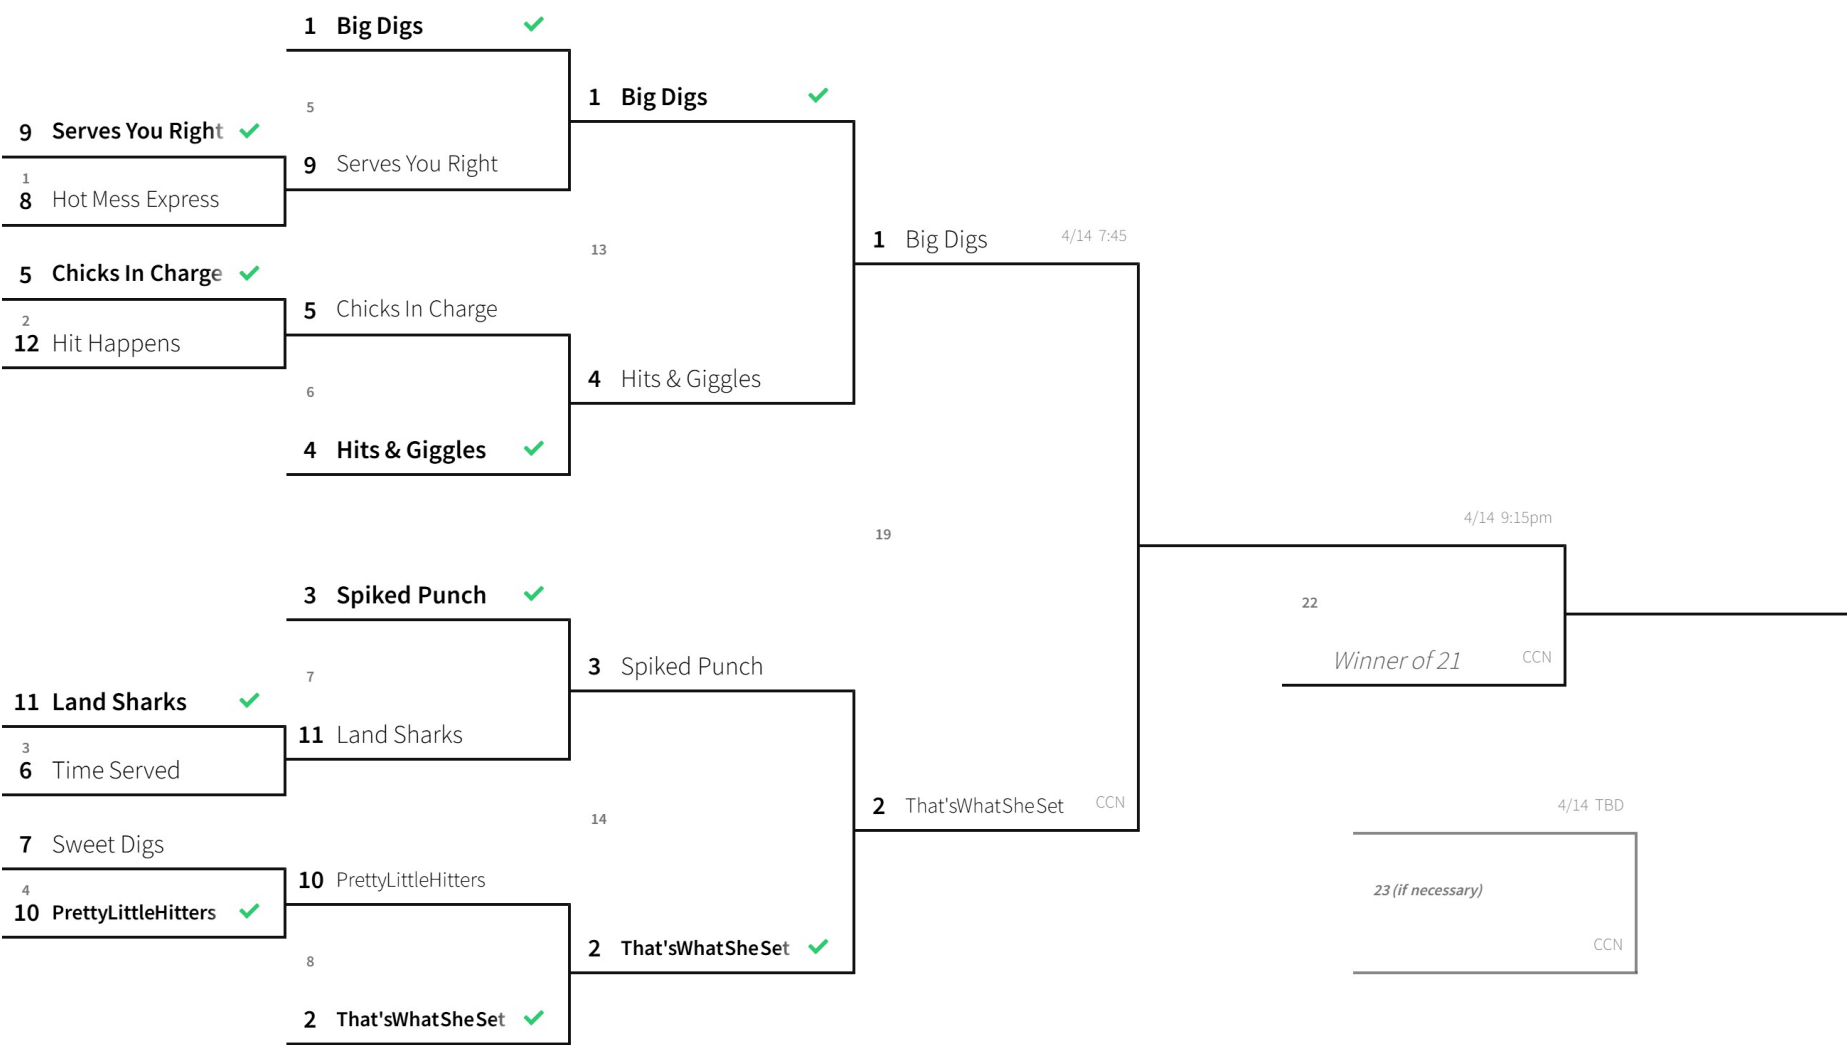 1 Big Digs
5
9 Serves You Right
1 Big Digs
9 Serves You Right
1
8 Hot Mess Express
5 Chicks In Charge
2
12 Hit Happens
5 Chicks In Charge
6
4 Hits & Giggles
13
4 Hits & Giggles
1 Big Digs 4/14 7:45
19
3 Spiked Punch
7
11 Land Sharks
3
6 Time Served
11 Land Sharks
3 Spiked Punch
7 Sweet Digs
4
10 PrettyLittleHitters
10 PrettyLittleHitters
8
2 That'sWhatSheSet
14
2 That'sWhatSheSet
2 That'sWhatSheSet CCN
4/14 9:15pm
22
Winner of 21 CCN
4/14 TBD
23 (if necessary)
CCN